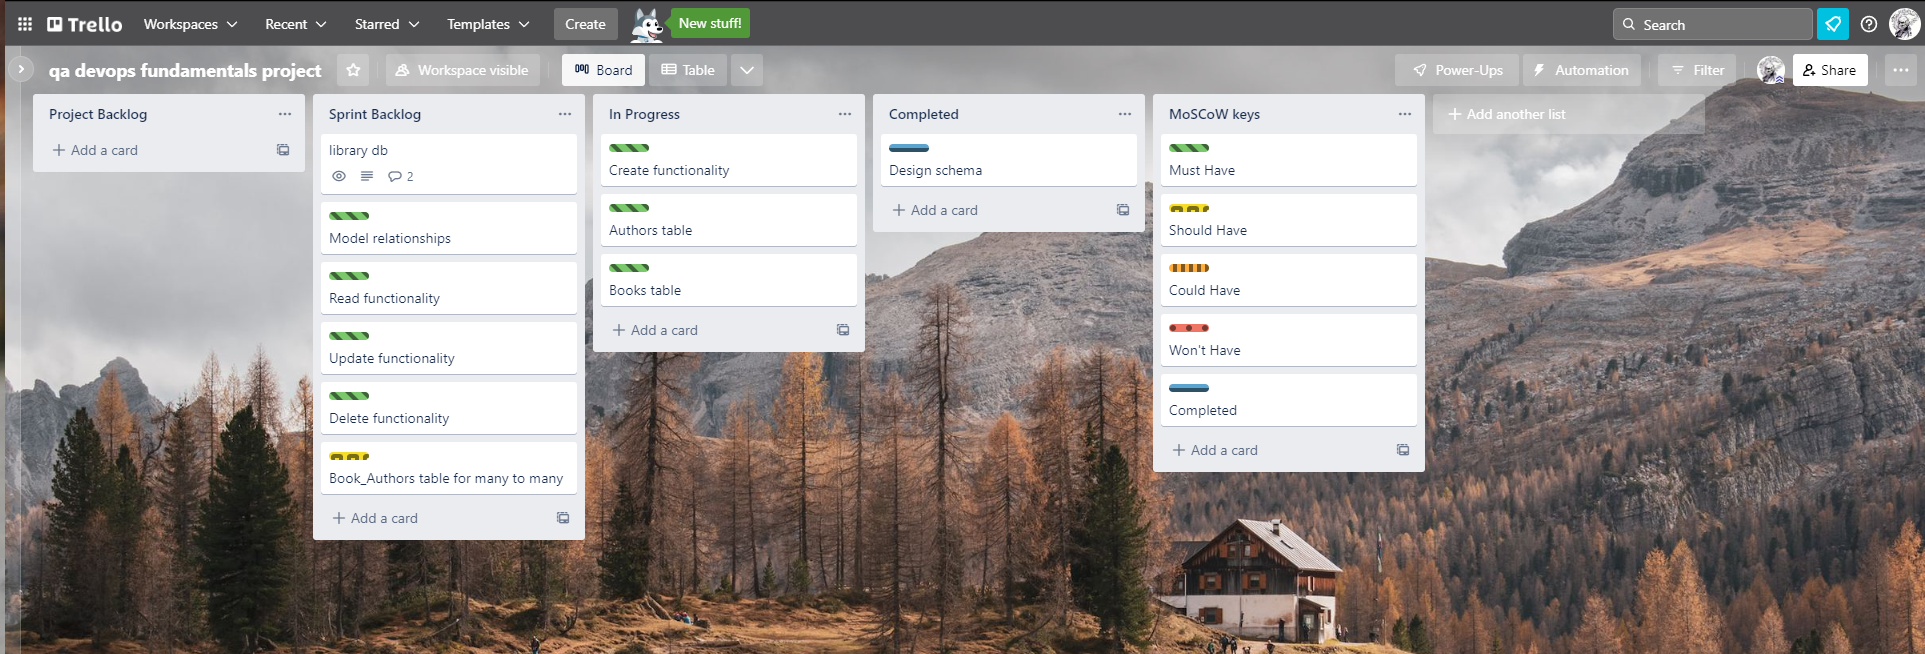 Trello Workspaces Recent Starred Templates Create New stuff! Search
qa devops fundamentals project Workspace visible Board Table Power-Ups Automation Filter Share
Project Backlog
Add a card
Sprint Backlog
library db
2
Model relationships
Read functionality
Update functionality
Delete functionality
Book_Authors table for many to many
Add a card
In Progress
Create functionality
Authors table
Books table
Add a card
Completed
Design schema
Add a card
MoSCoW keys
Must Have
Should Have
Could Have
Won't Have
Completed
Add a card
Add another list